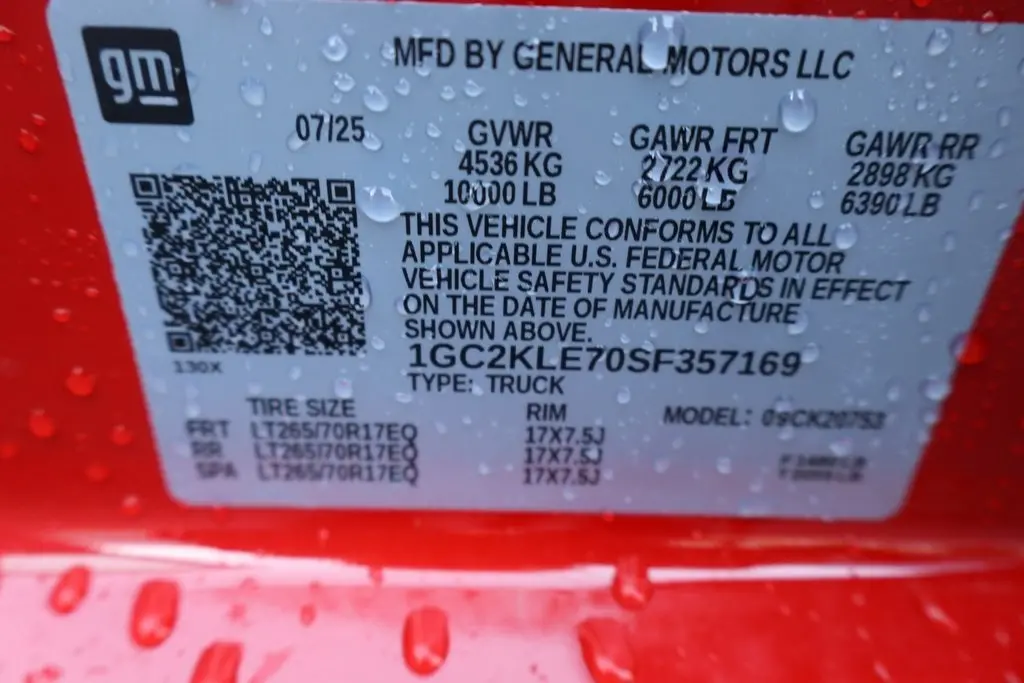 gm
MFD BY GENERAL MOTORS LLC
07/25 GVWR GAWR FRT GAWR RR
4536 KG 2722 KG 2898 KG
10000 LB 6000 LB 6390 LB
THIS VEHICLE CONFORMS TO ALL
APPLICABLE U.S. FEDERAL MOTOR
VEHICLE SAFETY STANDARDS IN EFFECT
ON THE DATE OF MANUFACTURE
SHOWN ABOVE.
130X
1GC2KLE70SF357169
TYPE: TRUCK
TIRE SIZE RIM MODEL:
FRT LT265/70R17EQ 17X7.5J
RR LT265/70R17EQ 17X7.5J
SPA LT265/70R17EQ 17X7.5J